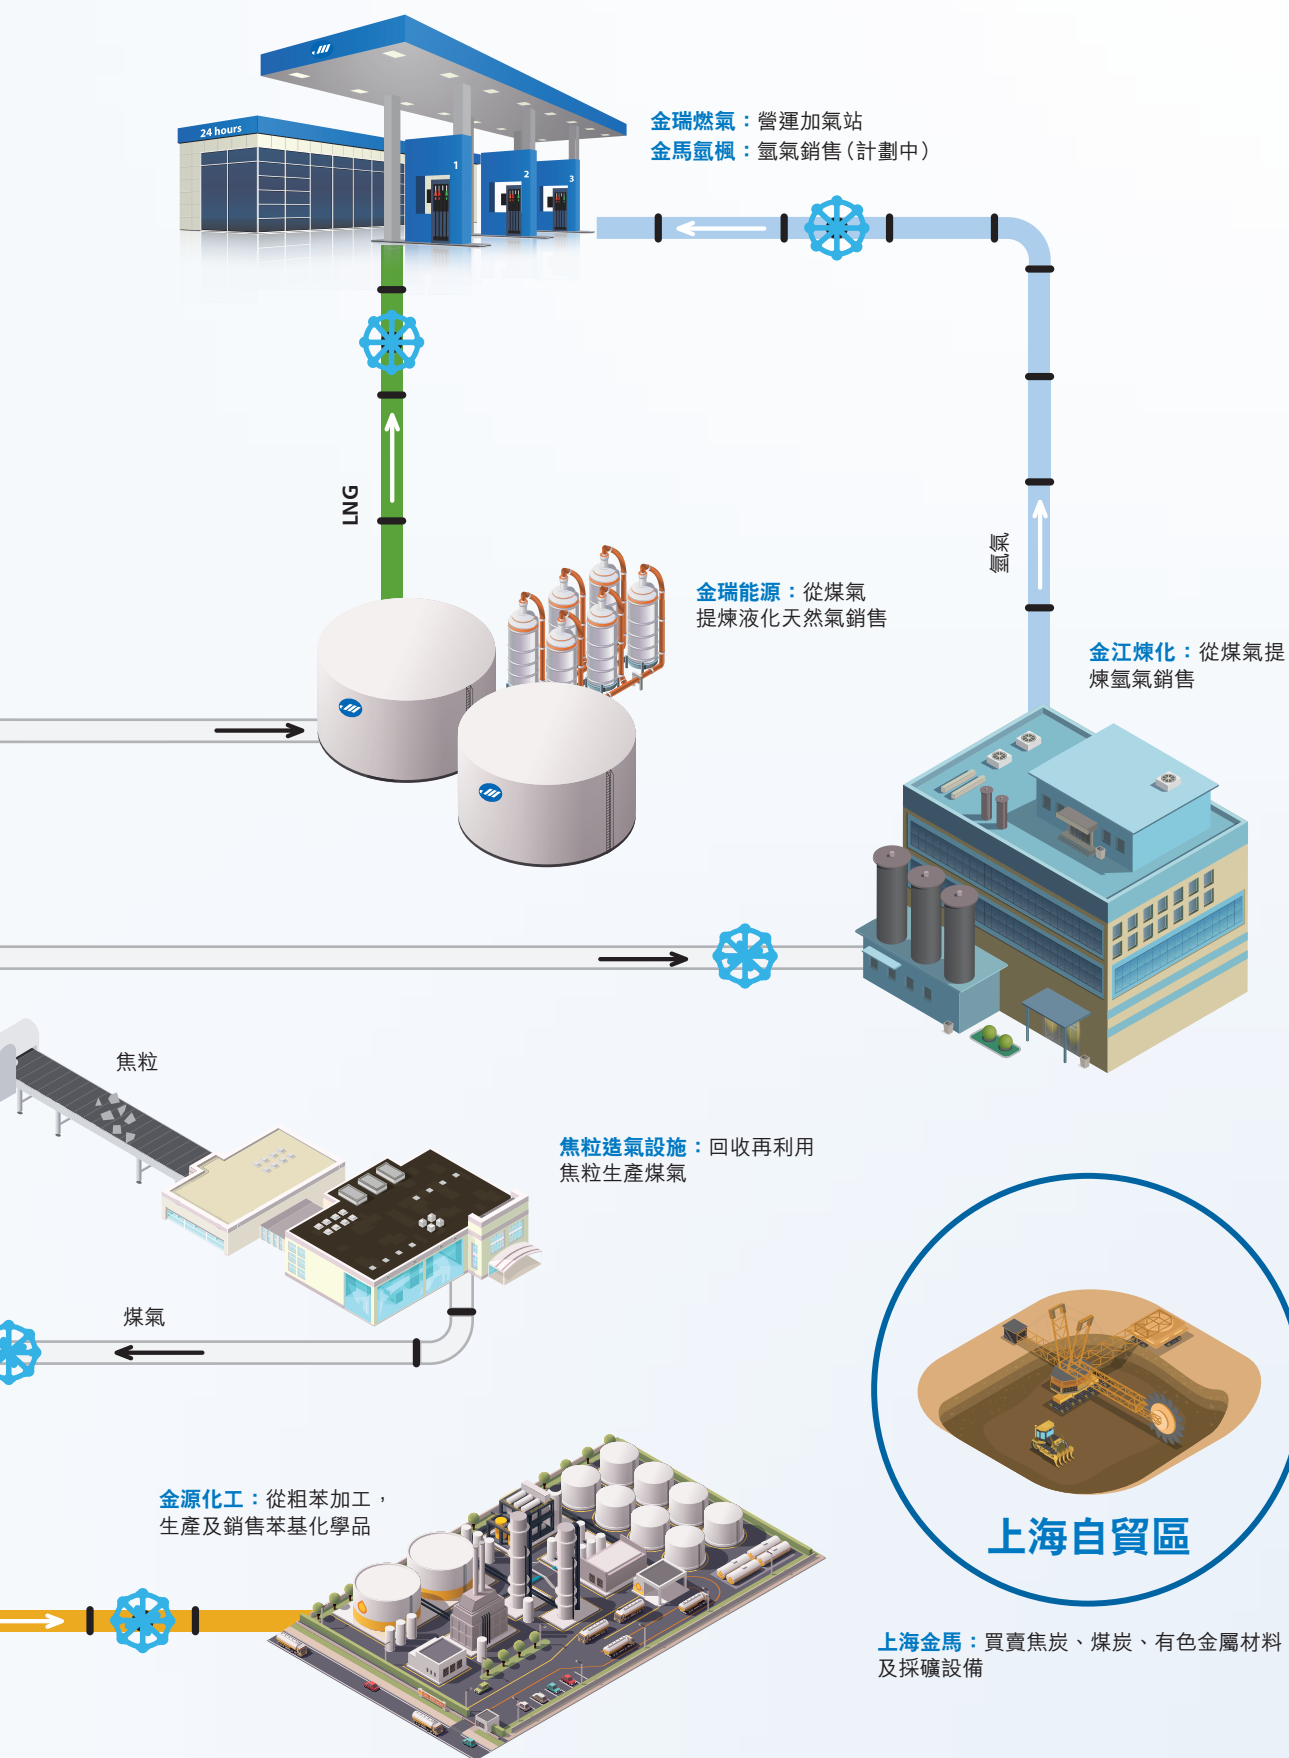 24 hours
1
2
3
金瑞燃氣：營運加氣站
金馬氫楓：氫氣銷售（計劃中）
LNG
氫氣
金瑞能源：從煤氣
提煉液化天然氣銷售
金江煉化：從煤氣提
煉氫氣銷售
焦粒
焦粒造氣設施：回收再利用
焦粒生產煤氣
煤氣
金源化工：從粗苯加工，
生產及銷售苯基化學品
上海自貿區
上海金馬：買賣焦炭、煤炭、有色金屬材料
及採礦設備